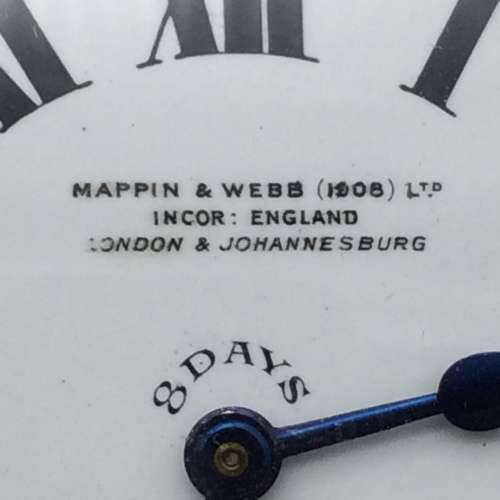 XII
I
MAPPIN & WEBB (1908) LTD
INCOR: ENGLAND
LONDON & JOHANNESBURG
8 DAYS